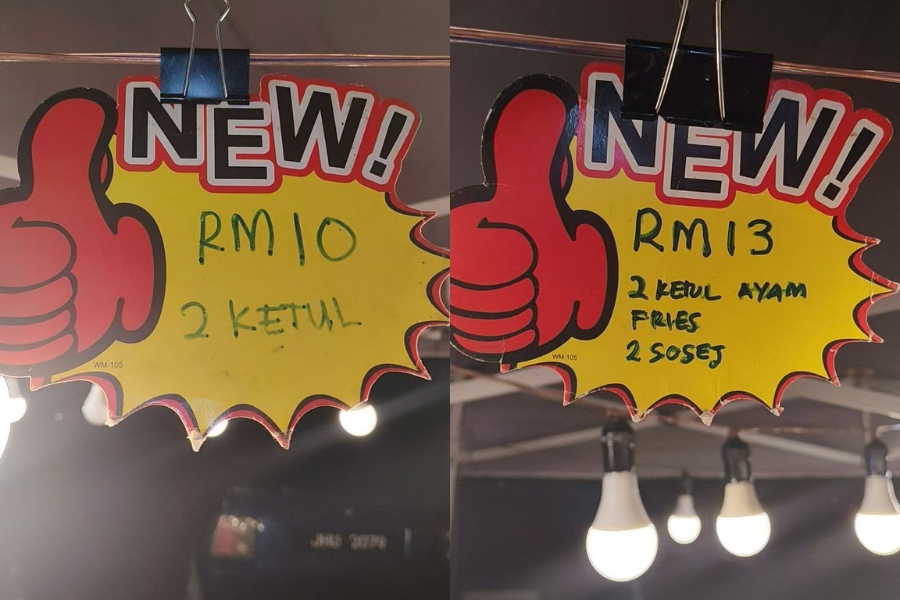 NEW!
RM10
2 KETUL
WM-105
NEW!
RM13
2 KETUL AYAM
FRIES
2 SOSEJ
WM-105